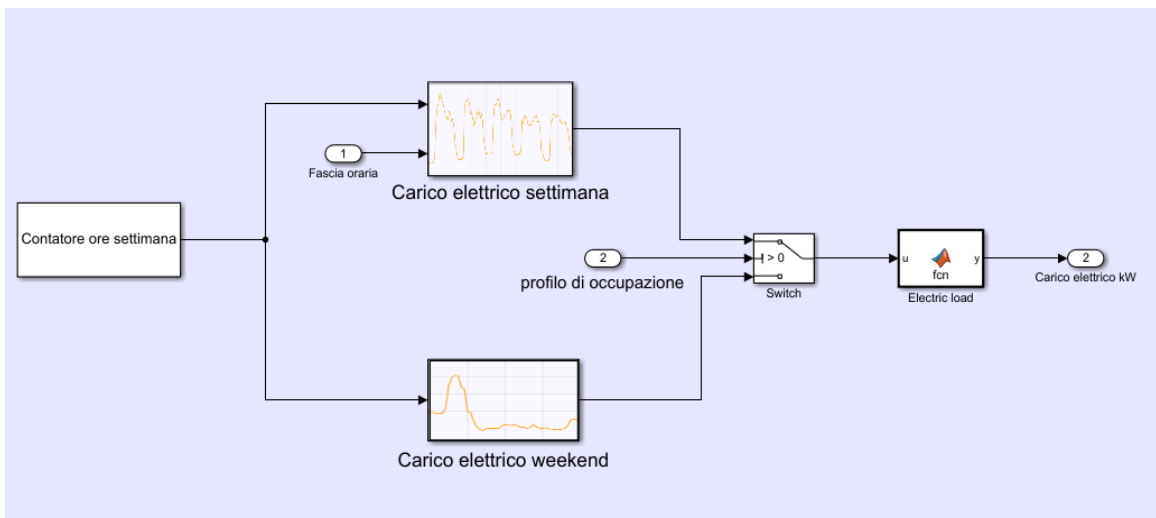 1
Fascia oraria
Carico elettrico settimana
Contatore ore settimana
2
profilo di occupazione
> 0
Switch
u
fcn
y
Electric load
2
Carico elettrico kW
Carico elettrico weekend